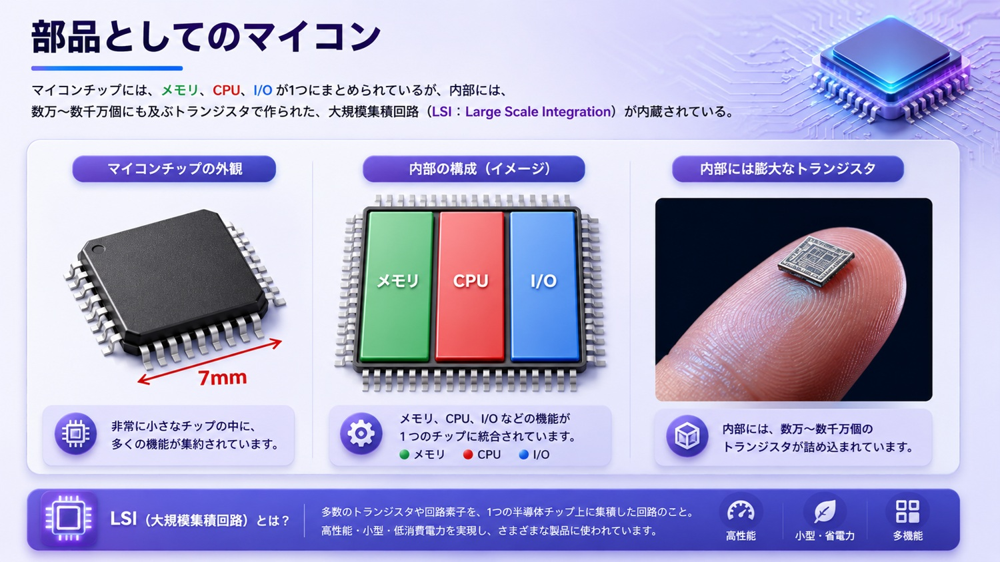 部品としてのマイコン
マイコンチップには、メモリ、CPU、I/O が1つにまとめられているが、内部には、
数万～数千万個にも及ぶトランジスタで作られた、大規模集積回路（LSI：Large Scale Integration）が内蔵されている。
マイコンチップの外観
7mm
非常に小さなチップの中に、
多くの機能が集約されています。
内部の構成（イメージ）
メモリ
CPU
I/O
メモリ、CPU、I/O などの機能が
1つのチップに統合されています。
メモリ CPU I/O
内部には膨大なトランジスタ
内部には、数万～数千万個の
トランジスタが詰め込まれています。
LSI（大規模集積回路）とは？
多数のトランジスタや回路素子を、1つの半導体チップ上に集積した回路のこと。
高性能・小型・低消費電力を実現し、さまざまな製品に使われています。
高性能
小型・省電力
多機能